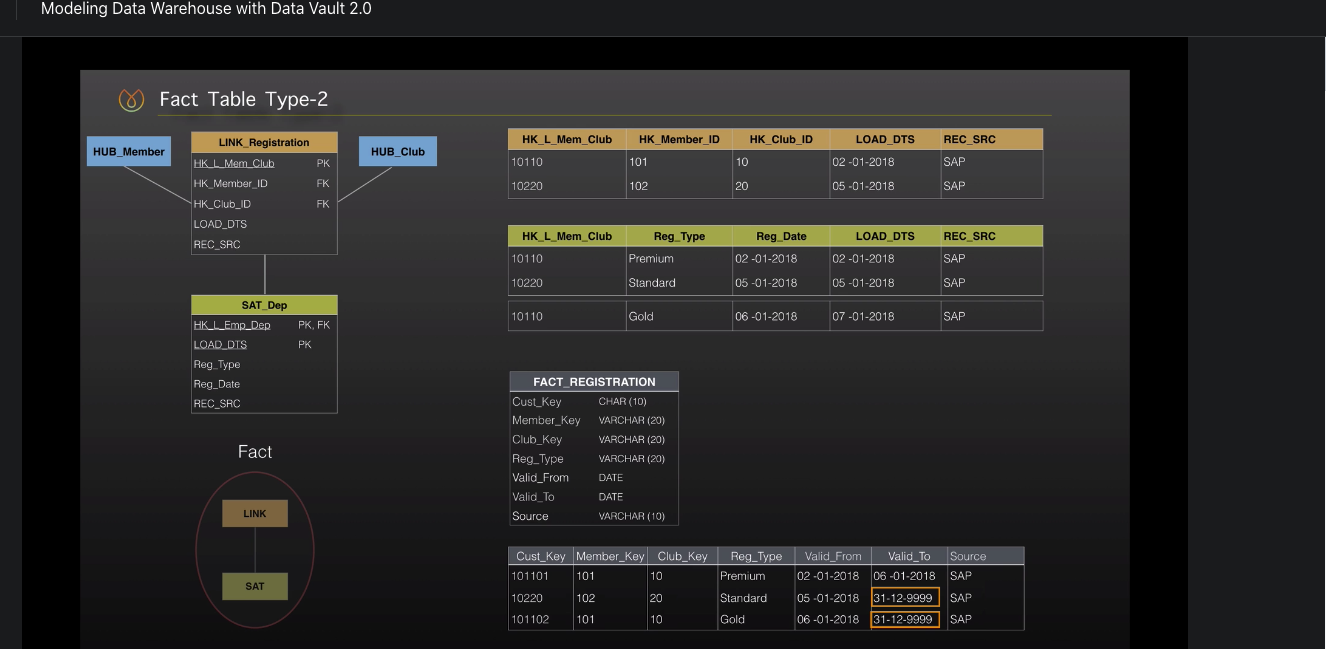 Modeling Data Warehouse with Data Vault 2.0
Fact Table Type-2
HUB_Member
LINK_Registration
HK_L_Mem_Club PK
HK_Member_ID FK
HK_Club_ID FK
LOAD_DTS
REC_SRC
HUB_Club
SAT_Dep
HK_L_Emp_Dep PK, FK
LOAD_DTS PK
Reg_Type
Reg_Date
REC_SRC
Fact
LINK
SAT
HK_L_Mem_Club HK_Member_ID HK_Club_ID LOAD_DTS REC_SRC
10110 101 10 02 -01-2018 SAP
10220 102 20 05 -01-2018 SAP
HK_L_Mem_Club Reg_Type Reg_Date LOAD_DTS REC_SRC
10110 Premium 02 -01-2018 02 -01-2018 SAP
10220 Standard 05 -01-2018 05 -01-2018 SAP
10110 Gold 06 -01-2018 07 -01-2018 SAP
FACT_REGISTRATION
Cust_Key CHAR (10)
Member_Key VARCHAR (20)
Club_Key VARCHAR (20)
Reg_Type VARCHAR (20)
Valid_From DATE
Valid_To DATE
Source VARCHAR (10)
Cust_Key Member_Key Club_Key Reg_Type Valid_From Valid_To Source
101101 101 10 Premium 02 -01-2018 06 -01-2018 SAP
10220 102 20 Standard 05 -01-2018 31-12-9999 SAP
101102 101 10 Gold 06 -01-2018 31-12-9999 SAP